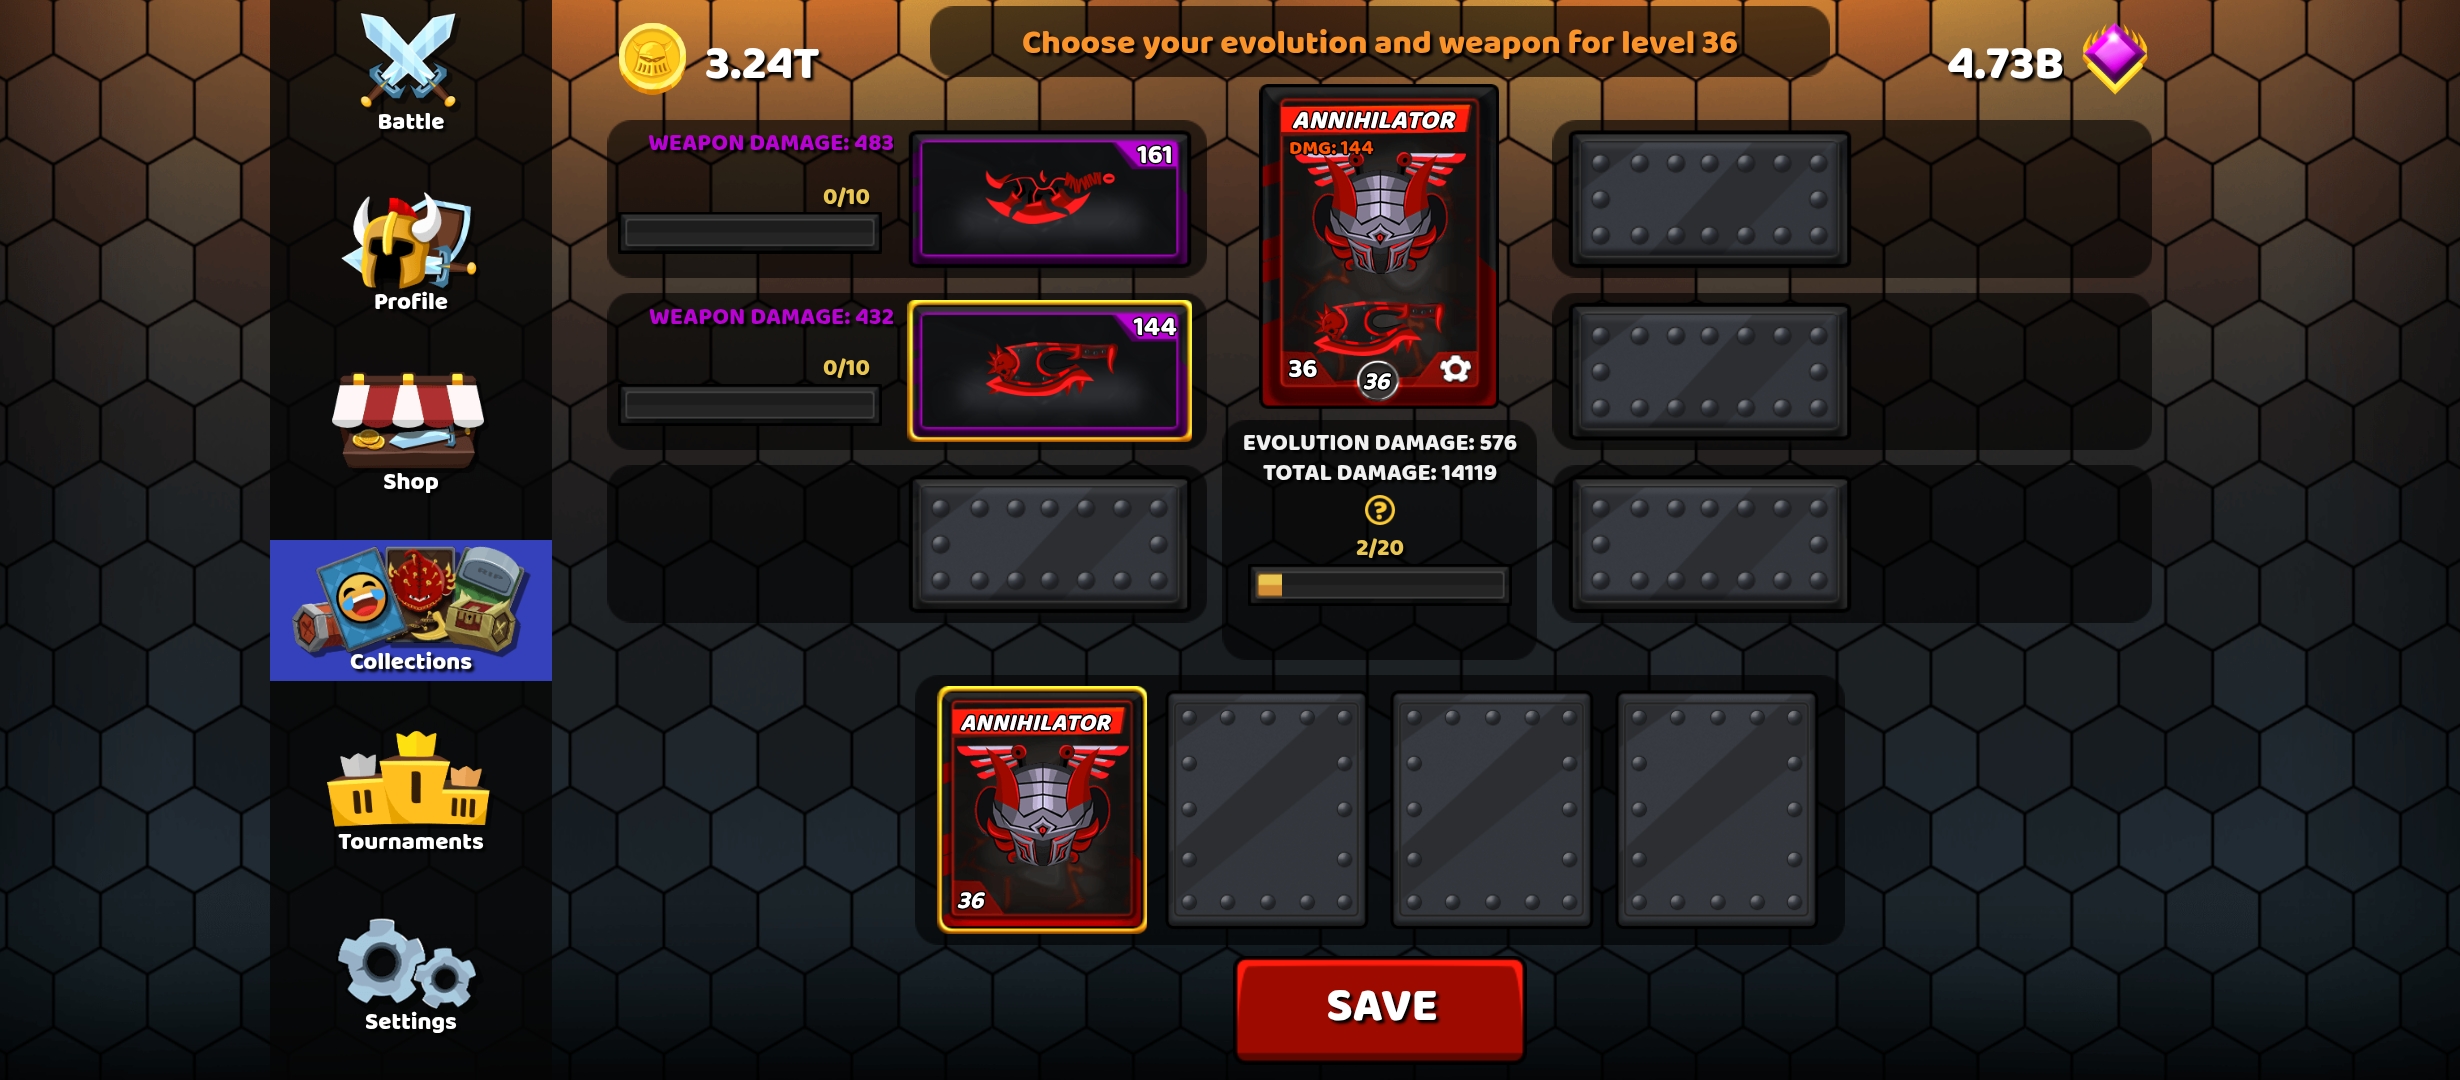 Battle
Profile
Shop
Collections
Tournaments
Settings
3.24T
Choose your evolution and weapon for level 36
4.73B
WEAPON DAMAGE: 483
0/10
161
WEAPON DAMAGE: 432
0/10
144
ANNIHILATOR
DMG: 144
36
36
EVOLUTION DAMAGE: 576
TOTAL DAMAGE: 14119
?
2/20
ANNIHILATOR
36
SAVE